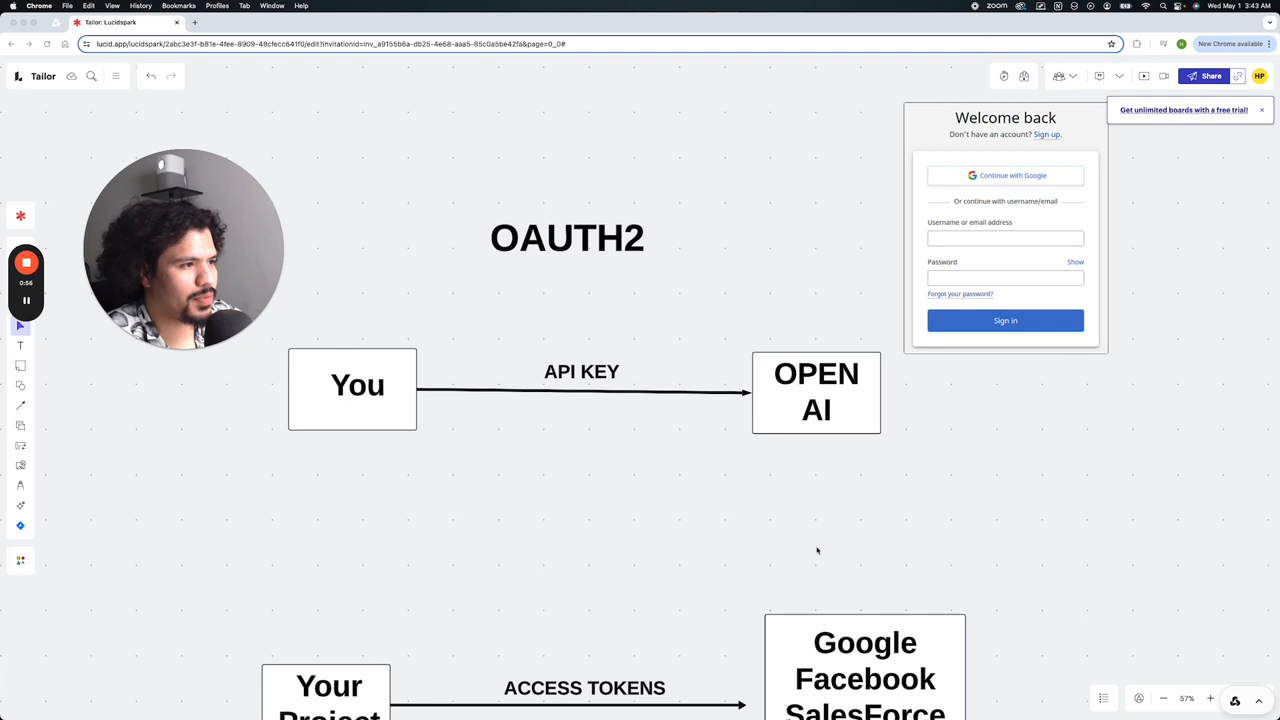 Chrome File Edit View History Bookmarks Profiles Tab Window Help
zoom
Wed May 1 3:43 AM
Tailor: Lucidspark
lucid.app/lucidspark/2abc3e3f-b81e-4fee-8909-48cfecc641f0/edit?invitationId=inv_a9155b6a-db25-4e68-aaa5-85c0a5be42fa&page=0_0#
New Chrome available
Tailor
Share
HP
Get unlimited boards with a free trial!
Welcome back
Don't have an account? Sign up.
Continue with Google
Or continue with username/email
Username or email address
Password
Show
Forgot your password?
Sign in
0:56
OAUTH2
You
API KEY
OPEN
AI
Your
Project
ACCESS TOKENS
Google
Facebook
SalesForce
57%